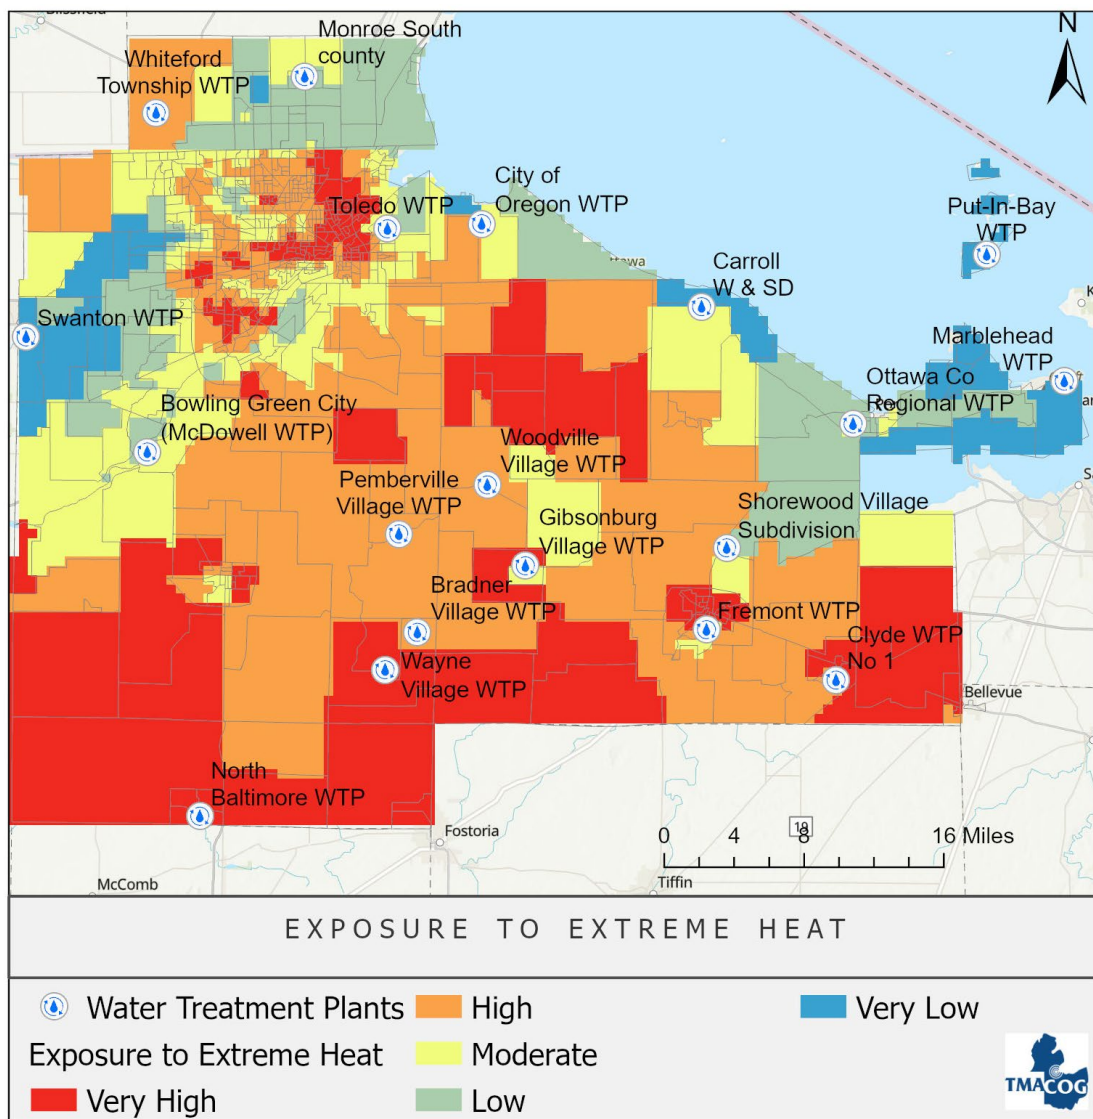 Blissfield
Monroe South
county
N
Whiteford
Township WTP
City of
Oregon WTP
Toledo WTP
Put-In-Bay
WTP
Carroll
W & SD
Swanton WTP
Marblehead
WTP
Ottawa Co
Regional WTP
Bowling Green City
(McDowell WTP)
Woodville
Village WTP
Pemberville
Village WTP
Shorewood Village
Subdivision
Gibsonburg
Village WTP
Bradner
Village WTP
Fremont WTP
Clyde WTP
No 1
Wayne
Village WTP
Bellevue
North
Baltimore WTP
Fostoria
0 4 8 16 Miles
19
McComb
Tiffin
EXPOSURE TO EXTREME HEAT
Water Treatment Plants
Exposure to Extreme Heat
Very High
High
Moderate
Low
Very Low
TMACOG